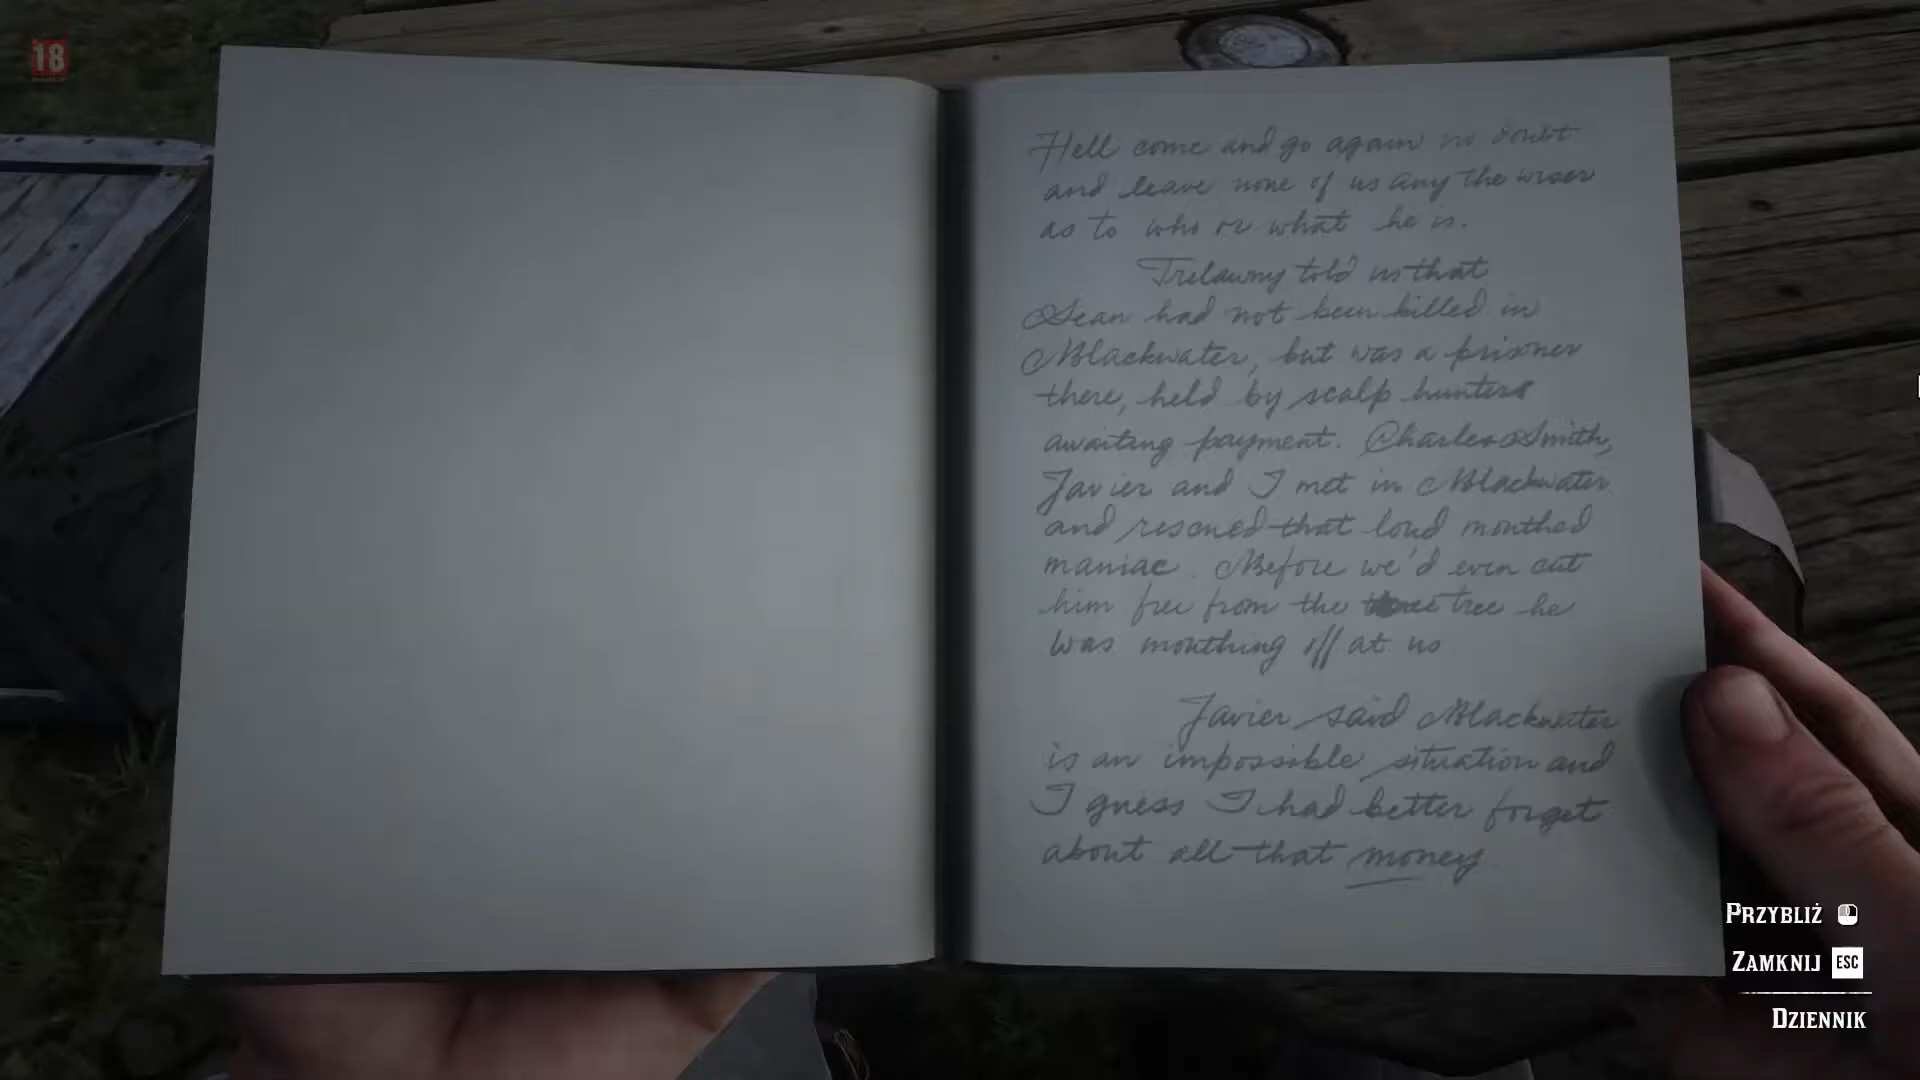 18
Hell come and go again no doubt
and leave none of us any the wiser
as to who or what he is.
Trelawny told us that
Sean had not been killed in
Blackwater, but was a prisoner
there, held by scalp hunters
awaiting payment. Charles Smith,
Javier and I met in Blackwater
and rescued that loud mouthed
maniac. Before we'd even cut
him free from the tree he
was mouthing off at us
Javier said Blackwater
is an impossible situation and
I guess I had better forget
about all that money
PRZYBLIŻ
ZAMKNIJ ESC
DZIENNIK